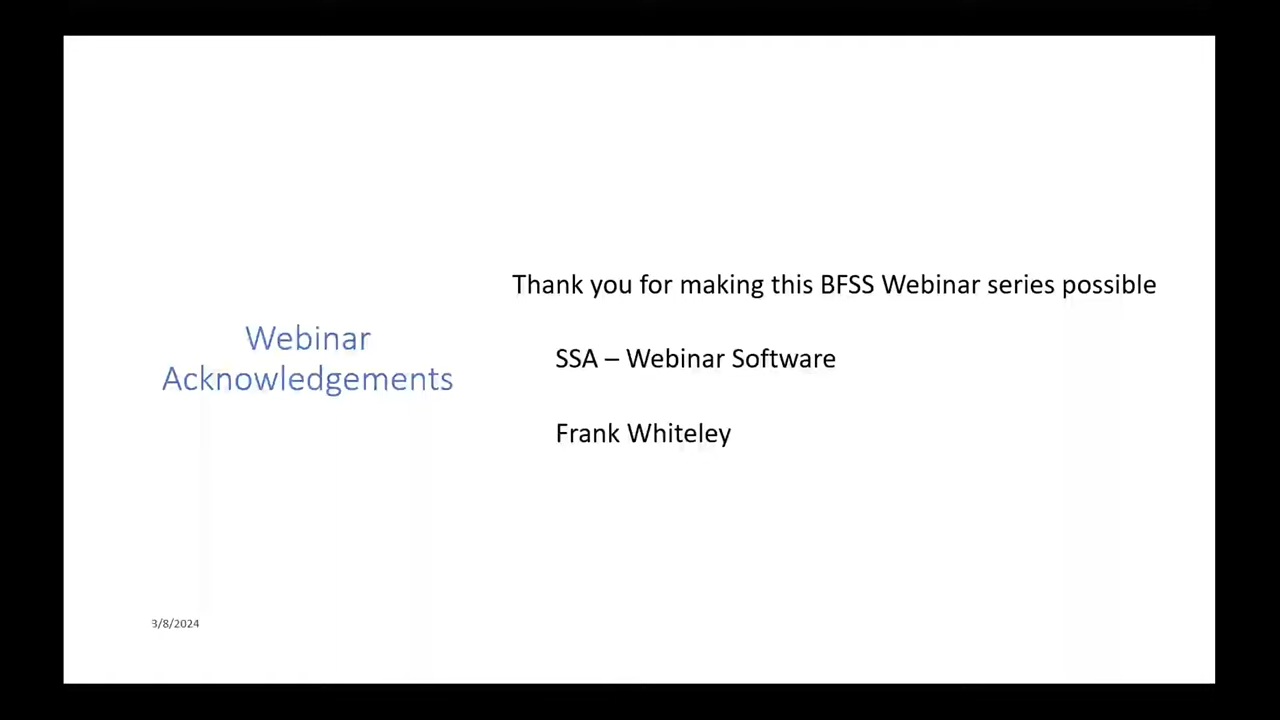 Webinar
Acknowledgements
Thank you for making this BFSS Webinar series possible
SSA – Webinar Software
Frank Whiteley
3/8/2024